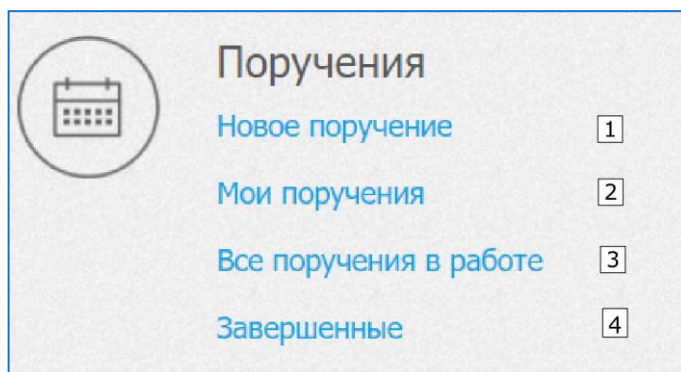 Поручения
Новое поручение 1
Мои поручения 2
Все поручения в работе 3
Завершенные 4